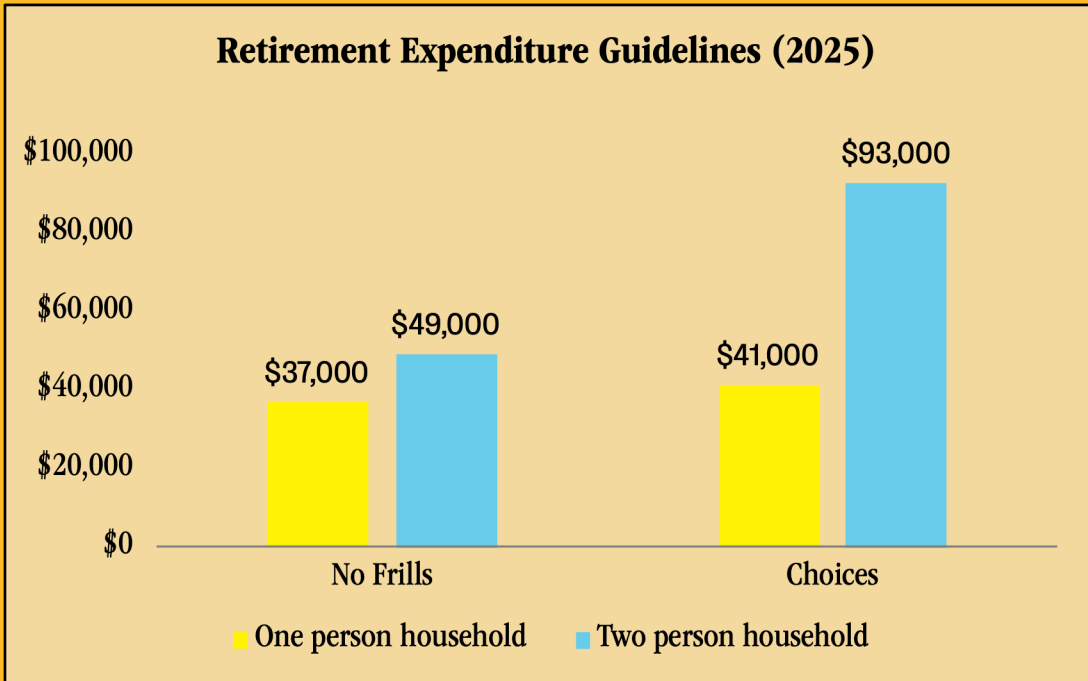 Retirement Expenditure Guidelines (2025)
$100,000
$80,000
$60,000
$40,000
$20,000
$0
$37,000
$49,000
$41,000
$93,000
No Frills
Choices
One person household
Two person household